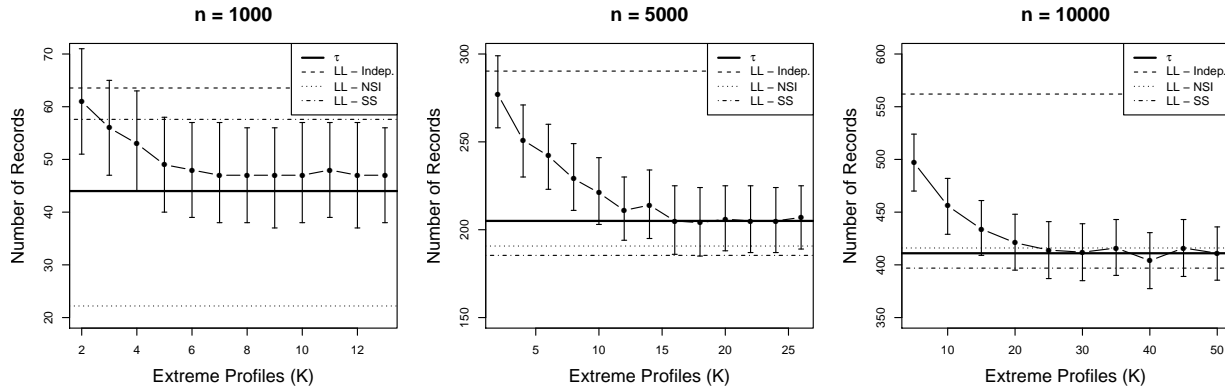 n = 1000
Number of Records
20 30 40 50 60 70
τ
LL – Indep.
LL – NSI
LL – SS
2 4 6 8 10 12
Extreme Profiles (K)
n = 5000
Number of Records
150 200 250 300
τ
LL – Indep.
LL – NSI
LL – SS
5 10 15 20 25
Extreme Profiles (K)
n = 10000
Number of Records
350 400 450 500 550 600
τ
LL – Indep.
LL – NSI
LL – SS
10 20 30 40 50
Extreme Profiles (K)